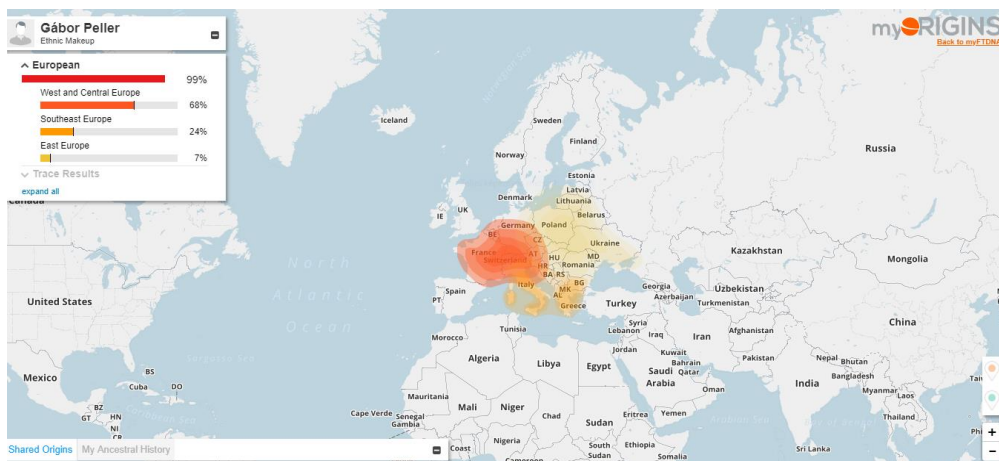 Gábor Peller
Ethnic Makeup
European
99%
West and Central Europe
68%
Southeast Europe
24%
East Europe
7%
Trace Results
expand all
myORIGINS
Back to myFTDNA
Canada
Iceland
Sweden
Finland
Norway
Russia
Estonia
Latvia
Denmark
Lithuania
IE
UK
Belarus
Germany
Poland
BE
CZ
Ukraine
France
AT
HU
MD
Kazakhstan
Mongolia
Switzerland
HR
Romania
BA RS
North
Atlantic
Ocean
Italy
BG
MK
AL
Spain
PT
Greece
Turkey
Georgia
Azerbaijan
Uzbekistan
Turkmenistan
United States
China
Tunisia
Syria
Lebanon
Iraq
Iran
Afghanistan
Morocco
Jordan
Kuwait
Algeria
Libya
Egypt
Bahrain
Saudi
Arabia
Qatar
Pakistan
Nepal
Bhutan
Bangladesh
Mexico
BS
Cuba
DO
Oman
India
Myanmar
Laos
Mauritania
BZ
GT
HN
NI
CR
Cape Verde
Senegal
Gambia
Mali
Niger
Chad
Sudan
Eritrea
Yemen
Thailand
Nigeria
Coast
South
Sudan
Ethiopia
Somalia
Sri Lanka
Cameroon
Shared Origins
My Ancestral History
+
-